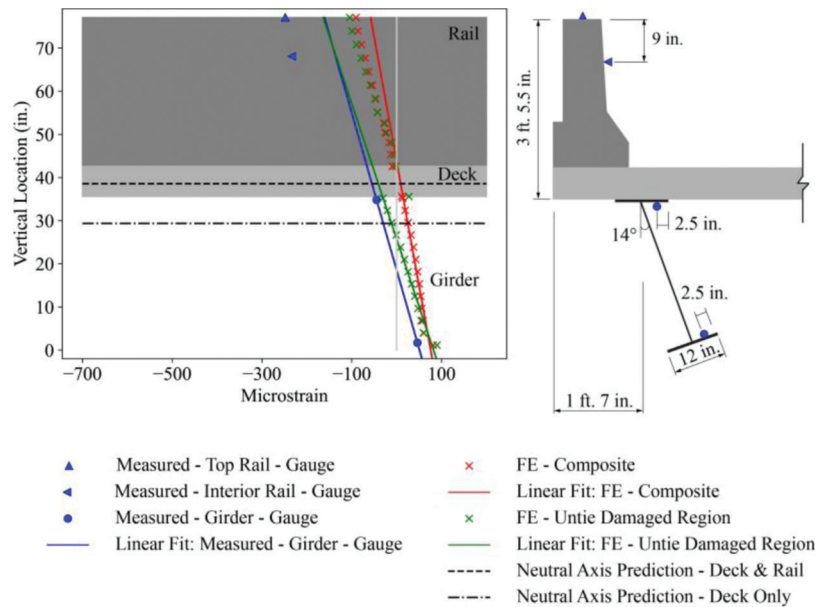 70
60
50
40
30
20
10
0
Vertical Location (in.)
Rail
Deck
Girder
−700
−500
−300
−100
100
Microstrain
9 in.
3 ft. 5.5 in.
2.5 in.
14°
2.5 in.
12 in.
1 ft. 7 in.
Measured - Top Rail - Gauge
Measured - Interior Rail - Gauge
Measured - Girder - Gauge
Linear Fit: Measured - Girder - Gauge
FE - Composite
Linear Fit: FE - Composite
FE - Untie Damaged Region
Linear Fit: FE - Untie Damaged Region
Neutral Axis Prediction - Deck & Rail
Neutral Axis Prediction - Deck Only